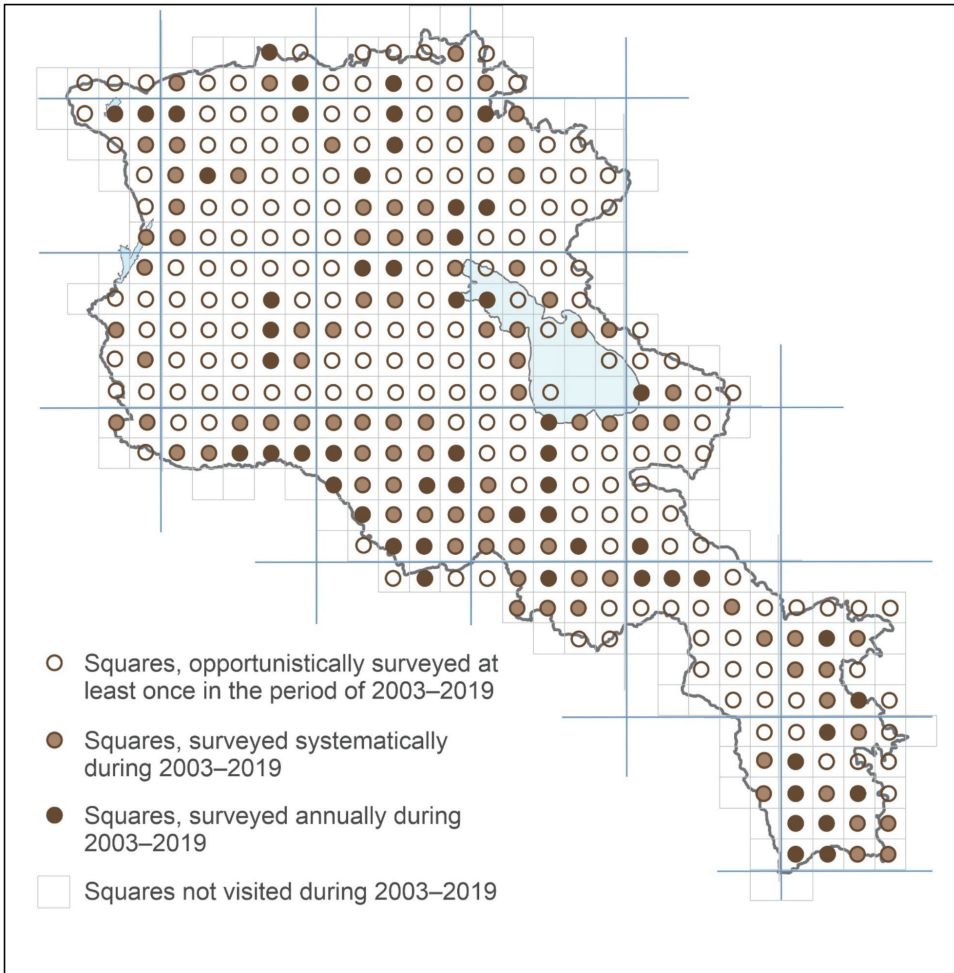 Squares, opportunistically surveyed at
least once in the period of 2003–2019
Squares, surveyed systematically
during 2003–2019
Squares, surveyed annually during
2003–2019
Squares not visited during 2003–2019